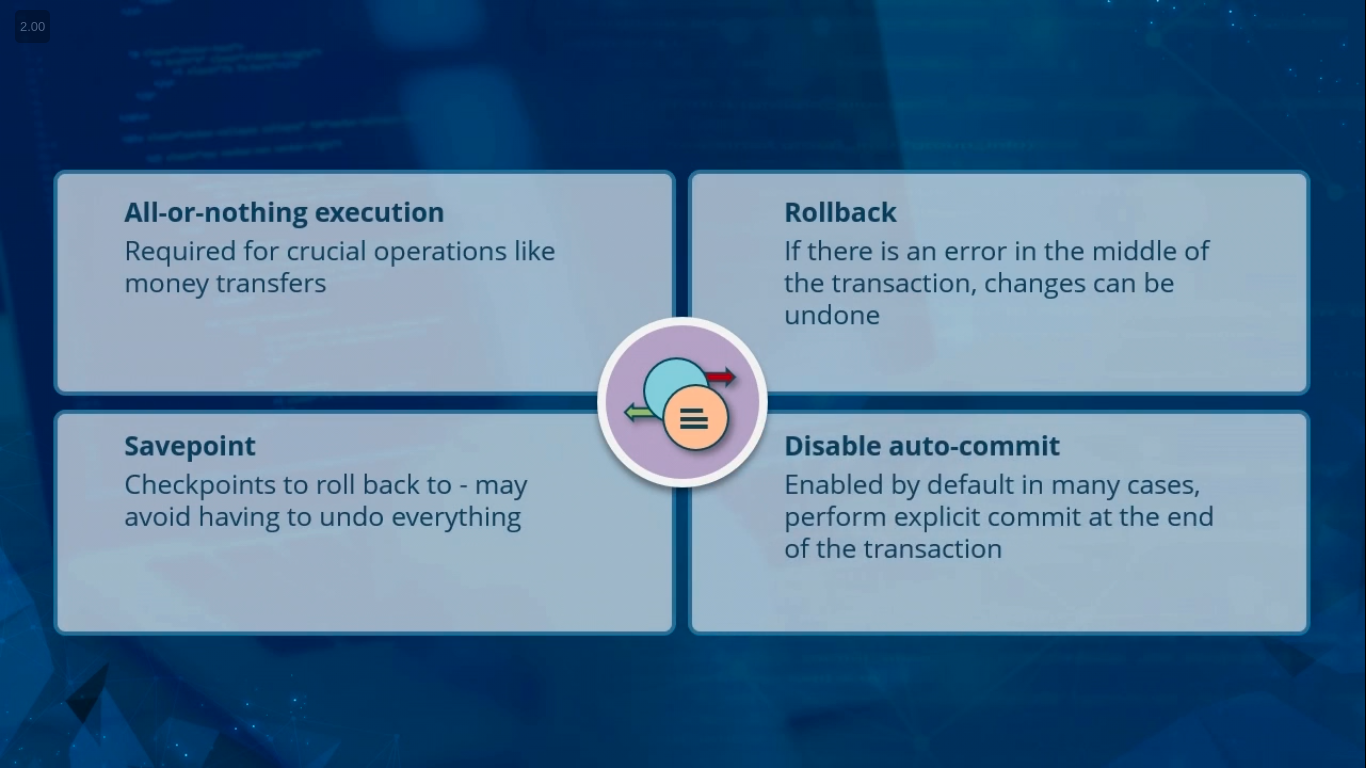 2.00
All-or-nothing execution
Required for crucial operations like
money transfers
Rollback
If there is an error in the middle of
the transaction, changes can be
undone
Savepoint
Checkpoints to roll back to - may
avoid having to undo everything
Disable auto-commit
Enabled by default in many cases,
perform explicit commit at the end
of the transaction